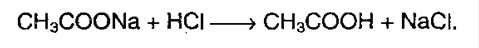 CH₃COONa + HCl ⟶ CH₃COOH + NaCl.